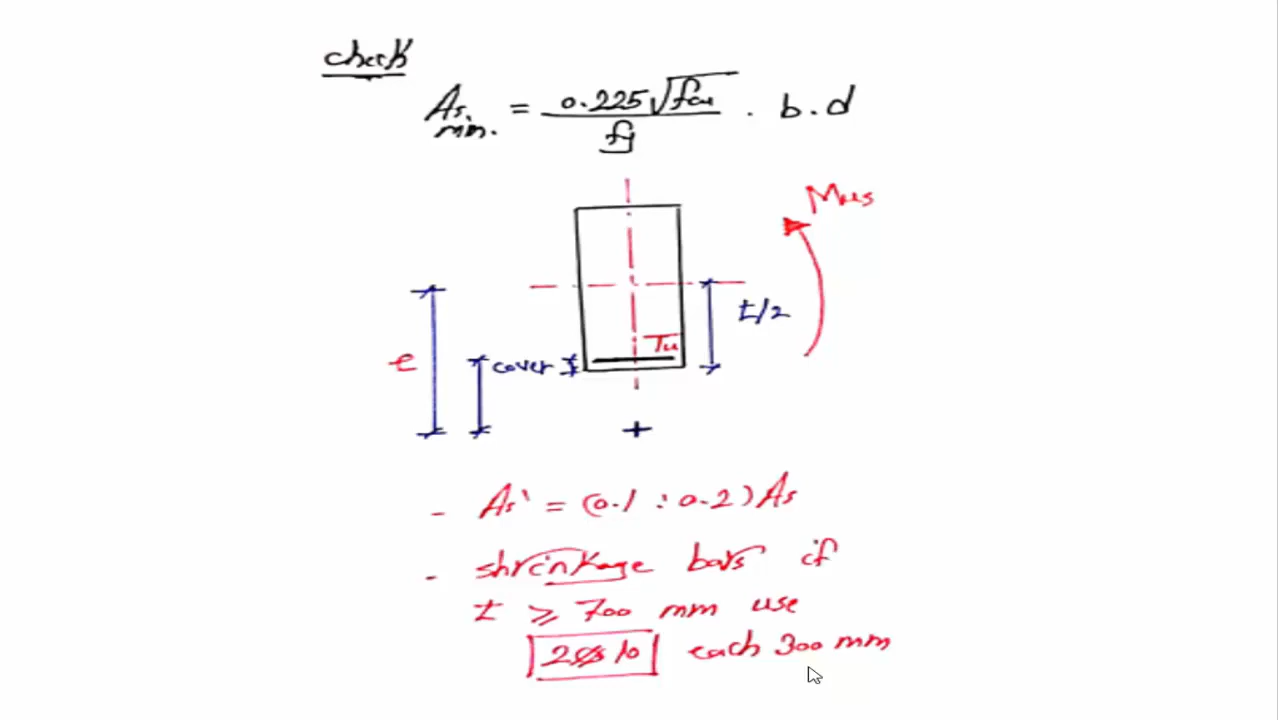 check
As,min. = 0.225√fcu / fy . b.d
Mus
t/2
Tu
e
cover
+
- As' = (0.1 : 0.2) As
- shrinkage bars if
t ≥ 700 mm use
2ø10 each 300 mm